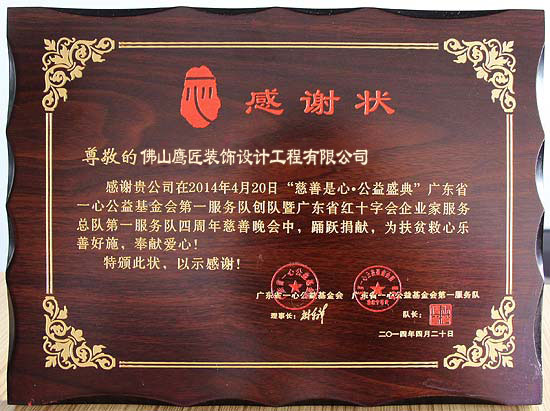 感谢状
尊敬的佛山鹰匠装饰设计工程有限公司
感谢贵公司在2014年4月20日“慈善是心·公益盛典”广东省
一心公益基金会第一服务队创队暨广东省红十字会企业家服务
总队第一服务队四周年慈善晚会中，踊跃捐献，为扶贫救心乐
善好施，奉献爱心！
特颁此状，以示感谢！
广东省一心公益基金会 广东省一心公益基金会第一服务队
理事长： 队长：
二〇一四年四月二十日